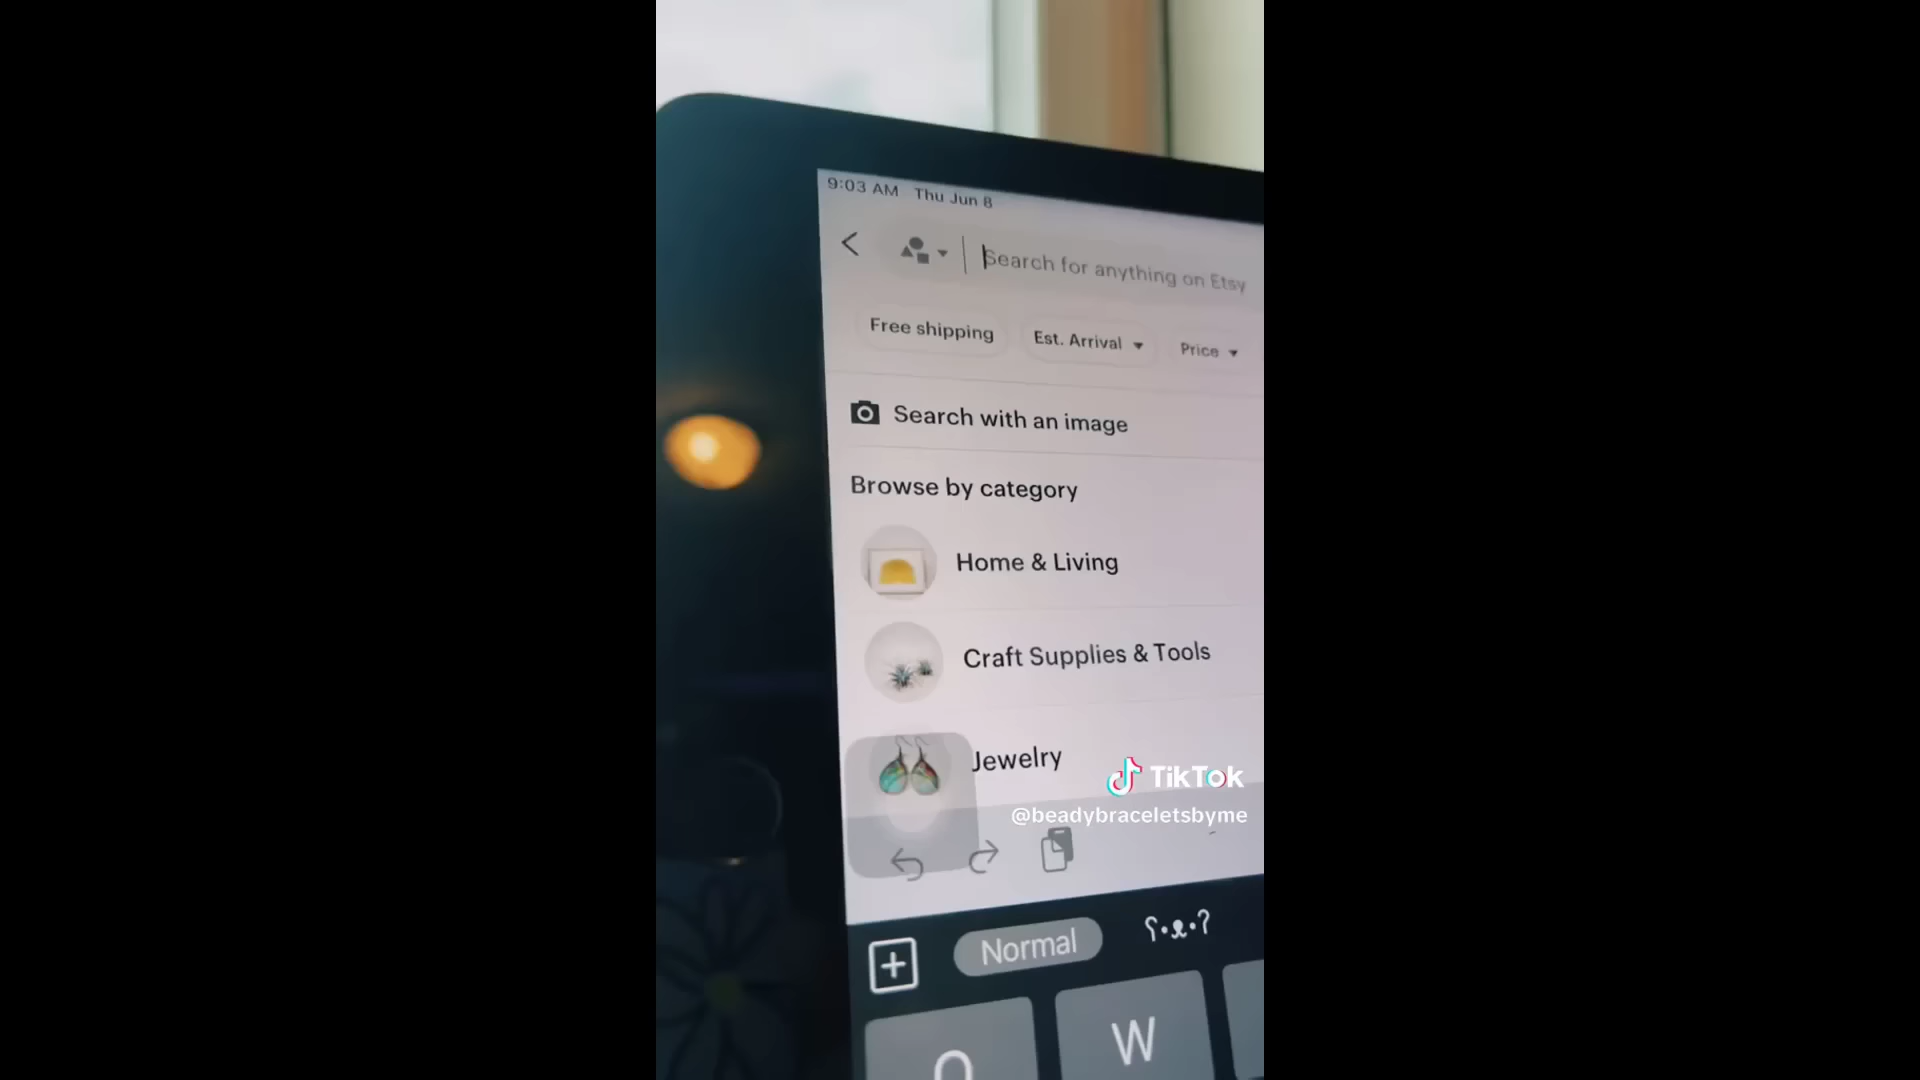 9:03 AM Thu Jun 8
Search for anything on Etsy
Free shipping
Est. Arrival
Price
Search with an image
Browse by category
Home & Living
Craft Supplies & Tools
Jewelry
TikTok
@beadybraceletsbyme
Normal
ʕ•ᴥ•ʔ
Q
W